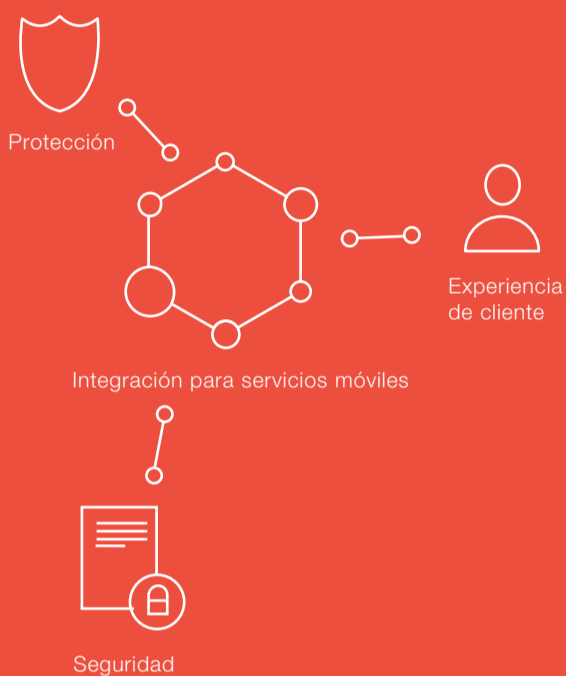 Protección
Experiencia
de cliente
Integración para servicios móviles
Seguridad